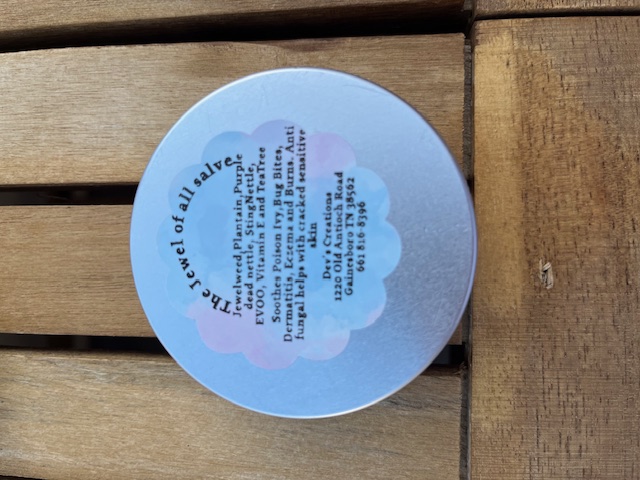 The Jewel of all salve
Jewelweed,Plantain,Purple
dead nettle, StingNettle,
EVOO, Vitamin E and TeaTree
Soothes Poison Ivy, Bug Bites,
Dermatitis, Eczema and Burns. Anti
fungal helps with cracked sensitive
skin
Dev's Creations
1220 Old Antioch Road
Gainesboro TN 38562
661 816 8396